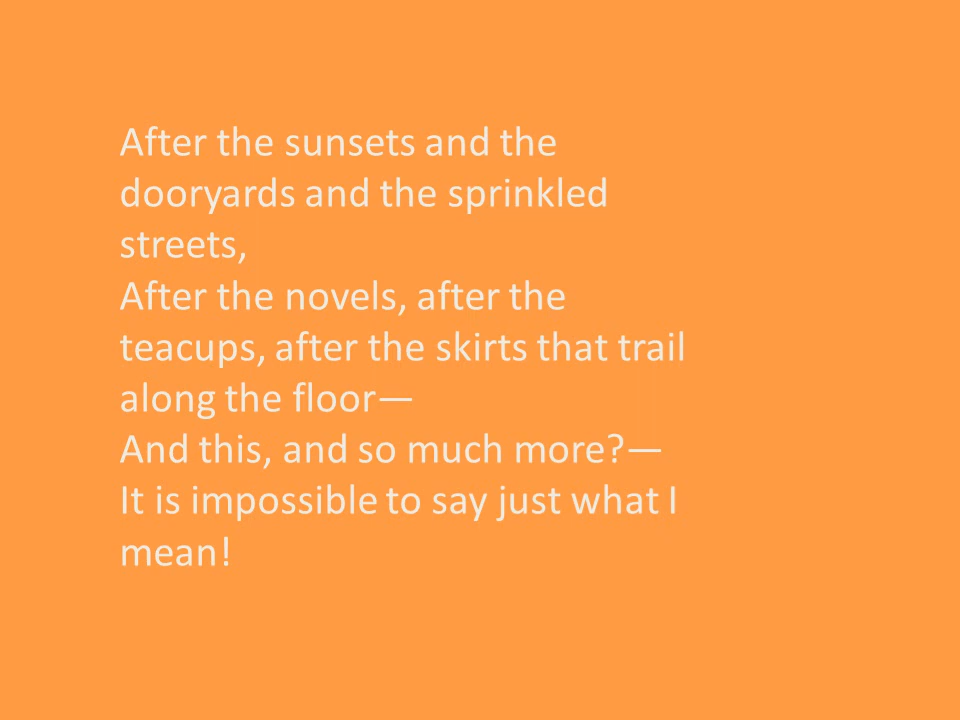 After the sunsets and the
dooryards and the sprinkled
streets,
After the novels, after the
teacups, after the skirts that trail
along the floor—
And this, and so much more?—
It is impossible to say just what I
mean!